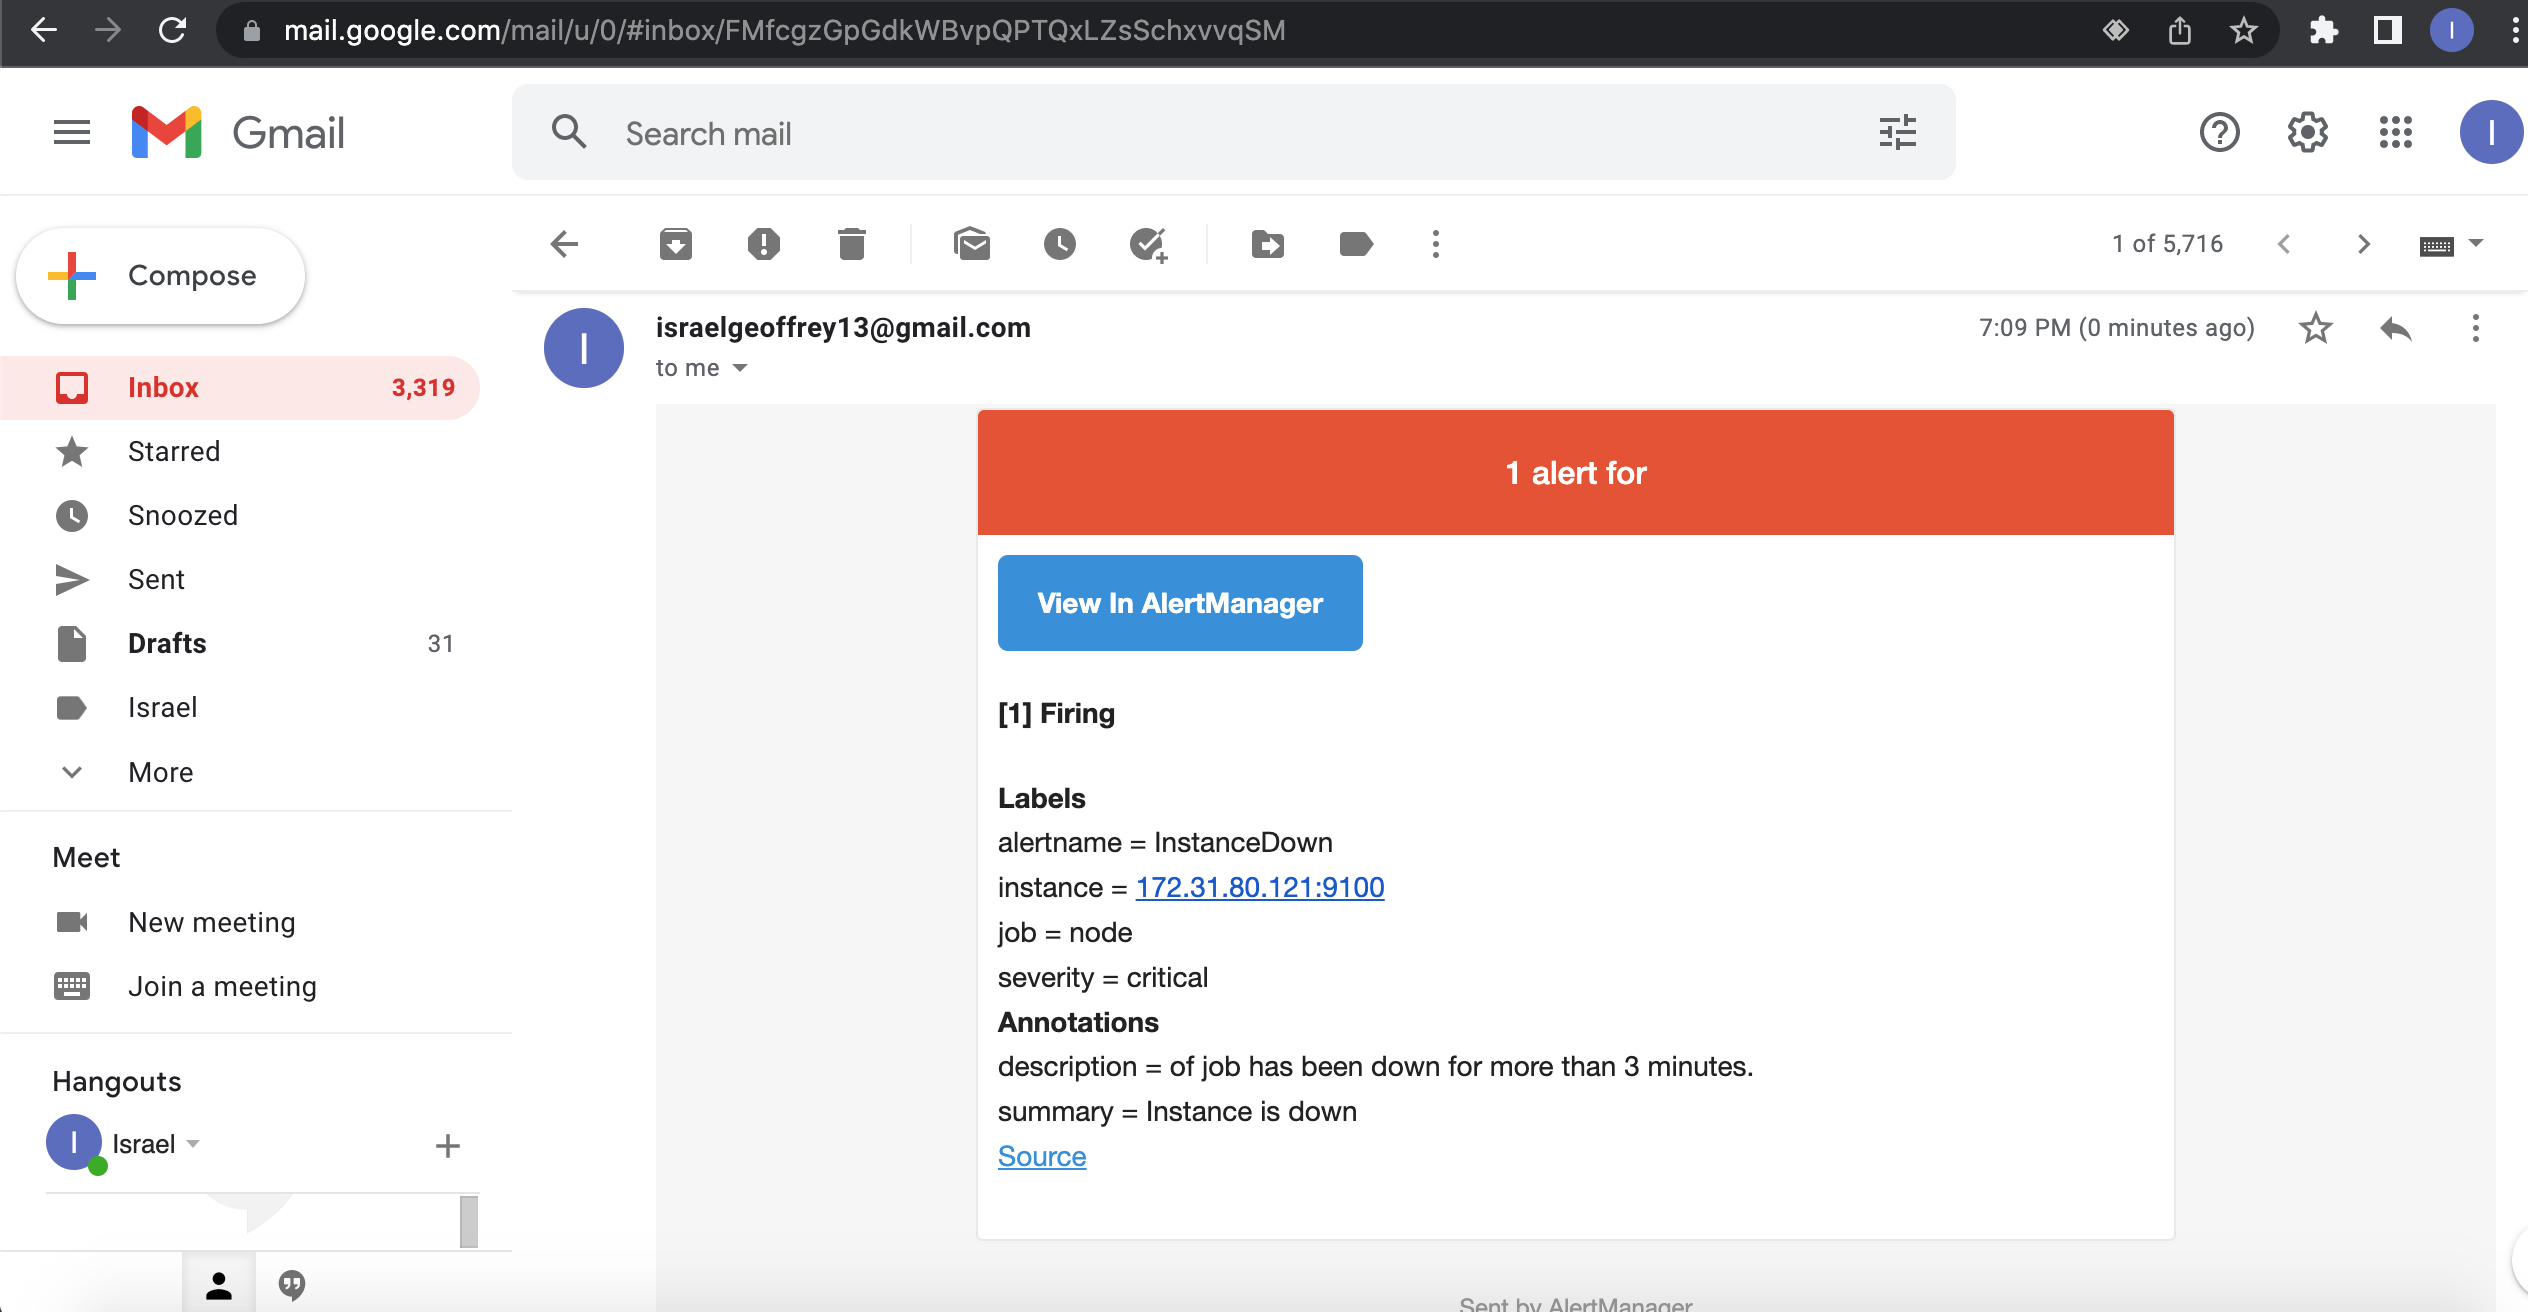 mail.google.com/mail/u/0/#inbox/FMfcgzGpGdkWBvpQPTQxLZsSchxvvqSM
I
Gmail
Search mail
I
Compose
1 of 5,716
Inbox 3,319
Starred
Snoozed
Sent
Drafts 31
Israel
More
Meet
New meeting
Join a meeting
Hangouts
I
Israel
I
israelgeoffrey13@gmail.com
7:09 PM (0 minutes ago)
to me
1 alert for
View In AlertManager
[1] Firing
Labels
alertname = InstanceDown
instance = 172.31.80.121:9100
job = node
severity = critical
Annotations
description = of job has been down for more than 3 minutes.
summary = Instance is down
Source
Sent by AlertManager